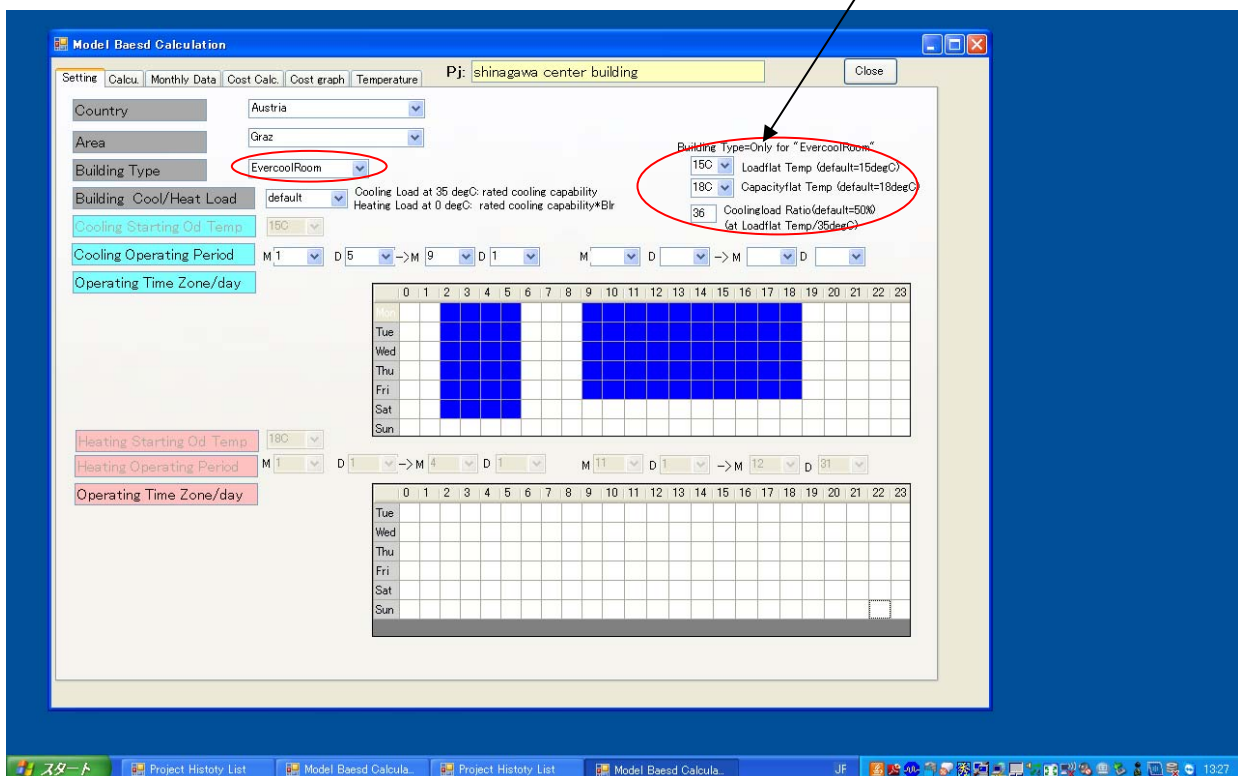 Model Baesd Calculation
Setting Calcu. Monthly Data Cost Calc. Cost graph Temperature Pj: shinagawa center building Close
Country Austria
Area Graz
Building Type=Only for "EvercoolRoom"
Building Type EvercoolRoom 15C Loadflat Temp (default=15degC)
18C Capacityflat Temp (default=18degC)
Building Cool/Heat Load default Cooling Load at 35 degC: rated cooling capability
Heating Load at 0 degC: rated cooling capability*Blr
36 Coolingload Ratio(default=50%)
(at Loadflat Temp/35degC)
Cooling Starting Od Temp 15C
Cooling Operating Period M 1 D 5 ->M 9 D 1 M D -> M D
Operating Time Zone/day
0 1 2 3 4 5 6 7 8 9 10 11 12 13 14 15 16 17 18 19 20 21 22 23
Mon
Tue
Wed
Thu
Fri
Sat
Sun
Heating Starting Od Temp 18C
Heating Operating Period M 1 D 1 ->M 4 D 1 M 11 D 1 -> M 12 D 31
Operating Time Zone/day
0 1 2 3 4 5 6 7 8 9 10 11 12 13 14 15 16 17 18 19 20 21 22 23
Tue
Wed
Thu
Fri
Sat
Sun
スタート Project Histoty List Model Baesd Calcula... Project Histoty List Model Baesd Calcula... JF 13:27